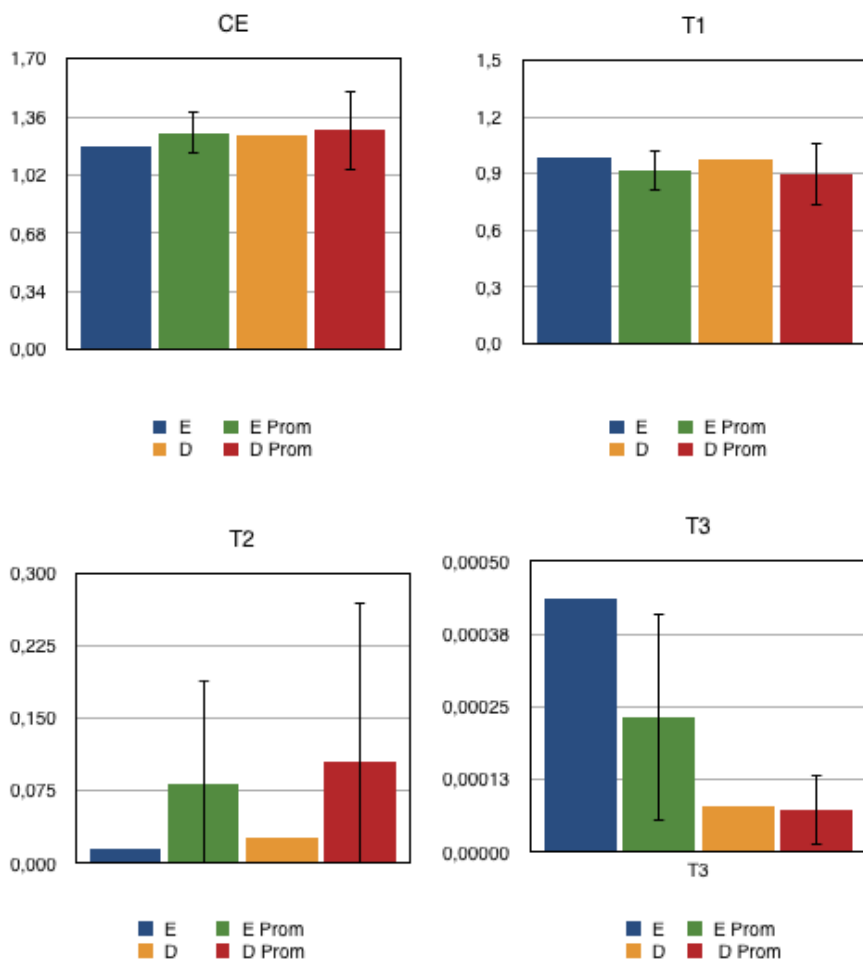 CE
1,70
1,36
1,02
0,68
0,34
0,00
E E Prom
D D Prom
T1
1,5
1,2
0,9
0,6
0,3
0,0
E E Prom
D D Prom
T2
0,300
0,225
0,150
0,075
0,000
E E Prom
D D Prom
T3
0,00050
0,00038
0,00025
0,00013
0,00000
T3
E E Prom
D D Prom